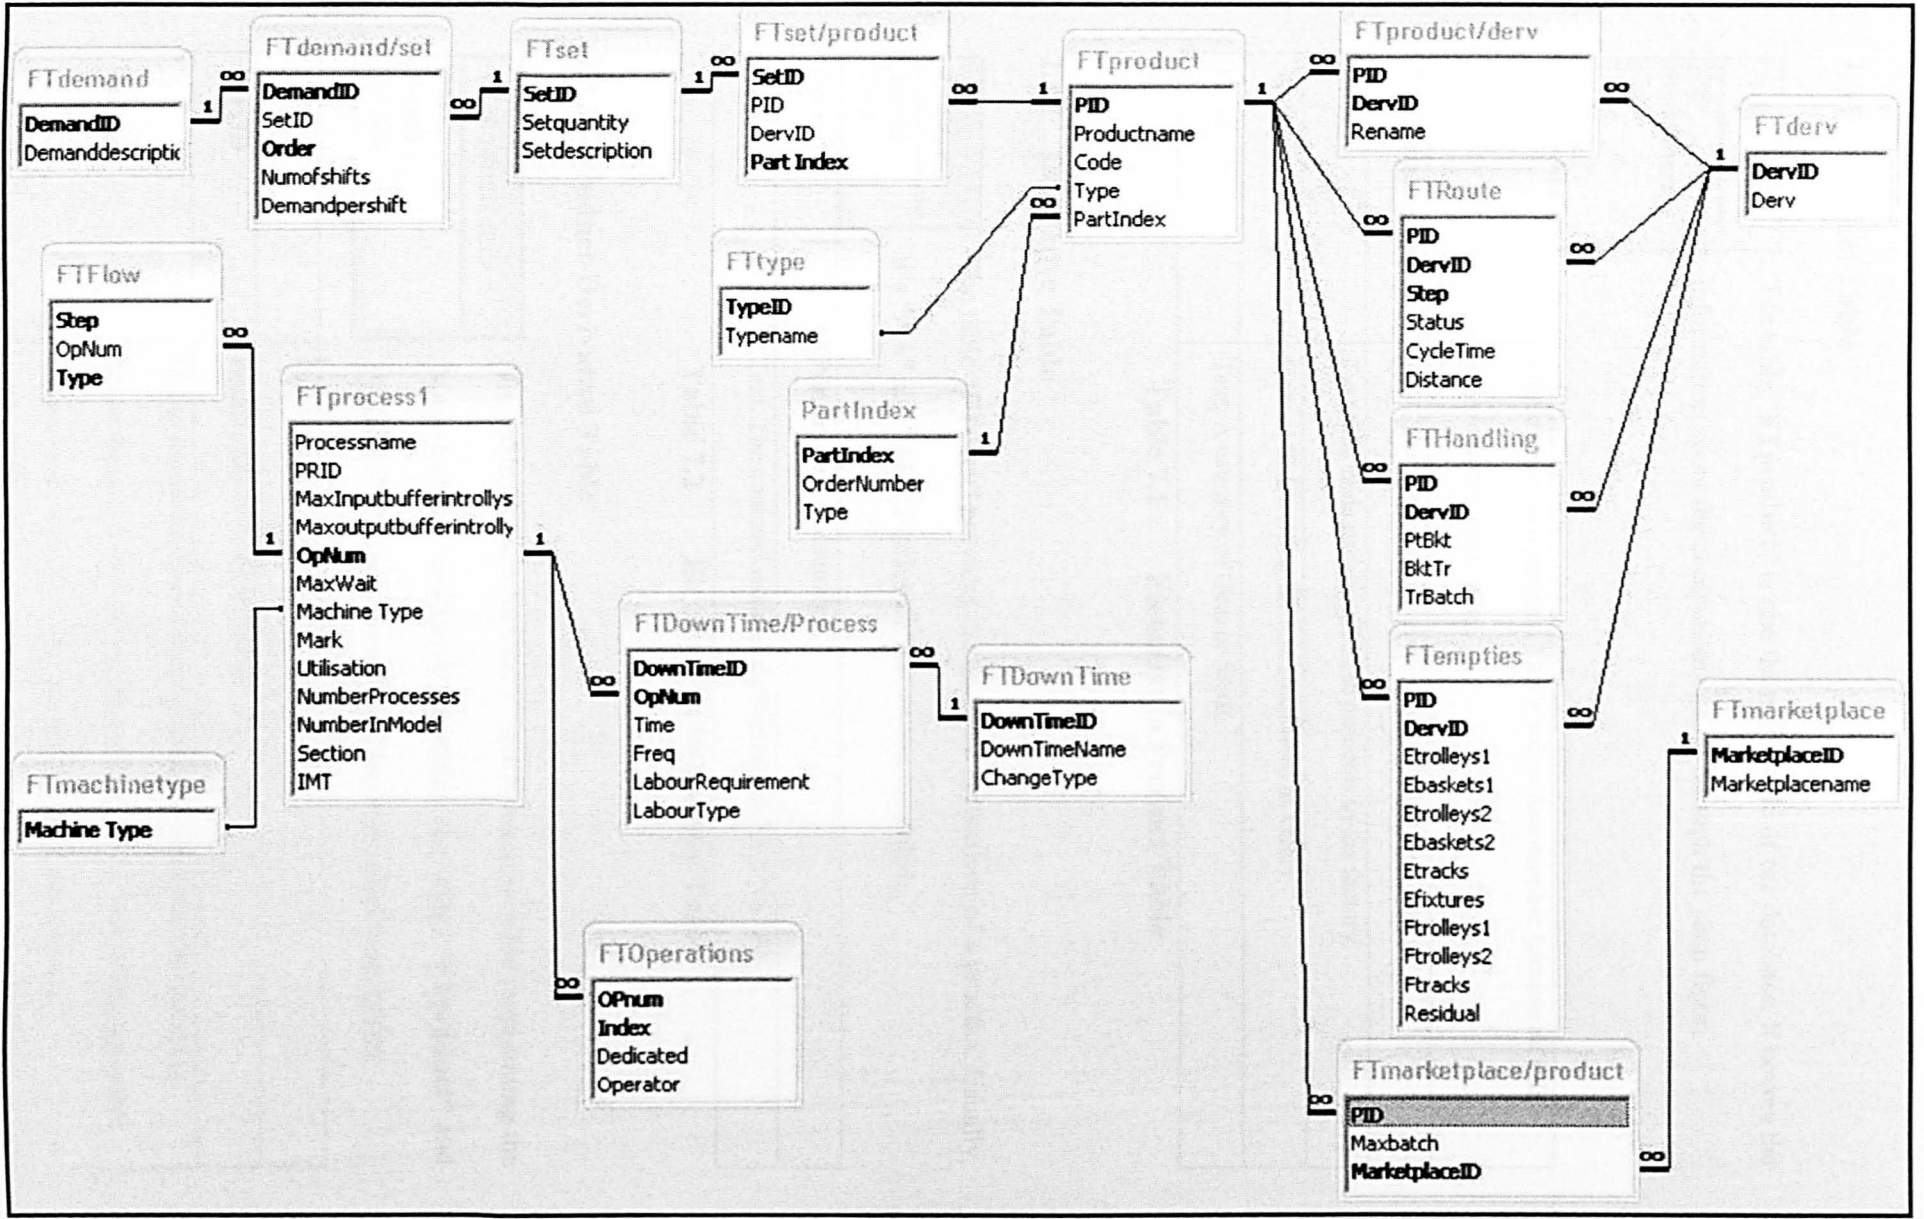 FTdemand
DemandID
Demanddescriptic
FTdemand/set
DemandID
SetID
Order
Numofshifts
Demandpershift
FTset
SetID
Setquantity
Setdescription
FTset/product
SetID
PID
DervID
Part Index
FTproduct
PID
Productname
Code
Type
PartIndex
FTproduct/derv
PID
DervID
Rename
FTderv
DervID
Derv
FTRoute
PID
DervID
Step
Status
CycleTime
Distance
FTFlow
Step
OpNum
Type
FTtype
TypeID
Typename
FTprocess1
Processname
PRID
MaxInputbufferintrollys
Maxoutputbufferintrolly
OpNum
MaxWait
Machine Type
Mark
Utilisation
NumberProcesses
NumberInModel
Section
IMT
PartIndex
PartIndex
OrderNumber
Type
FTHandling
PID
DervID
PtBkt
BktTr
TrBatch
FTmachinetype
Machine Type
FTDownTime/Process
DownTimeID
OpNum
Time
Freq
LabourRequirement
LabourType
FTDownTime
DownTimeID
DownTimeName
ChangeType
FTempties
PID
DervID
Etrolleys1
Ebaskets1
Etrolleys2
Ebaskets2
Etracks
Efixtures
Ftrolleys1
Ftrolleys2
Ftracks
Residual
FTmarketplace
MarketplaceID
Marketplacename
FTOperations
OPnum
Index
Dedicated
Operator
FTmarketplace/product
PID
Maxbatch
MarketplaceID
1
∞
∞
1
1
∞
∞
1
1
∞
∞
1
∞
∞
∞
∞
∞
∞
∞
1
∞
1
1
∞
∞
1
∞
∞
1
∞
1